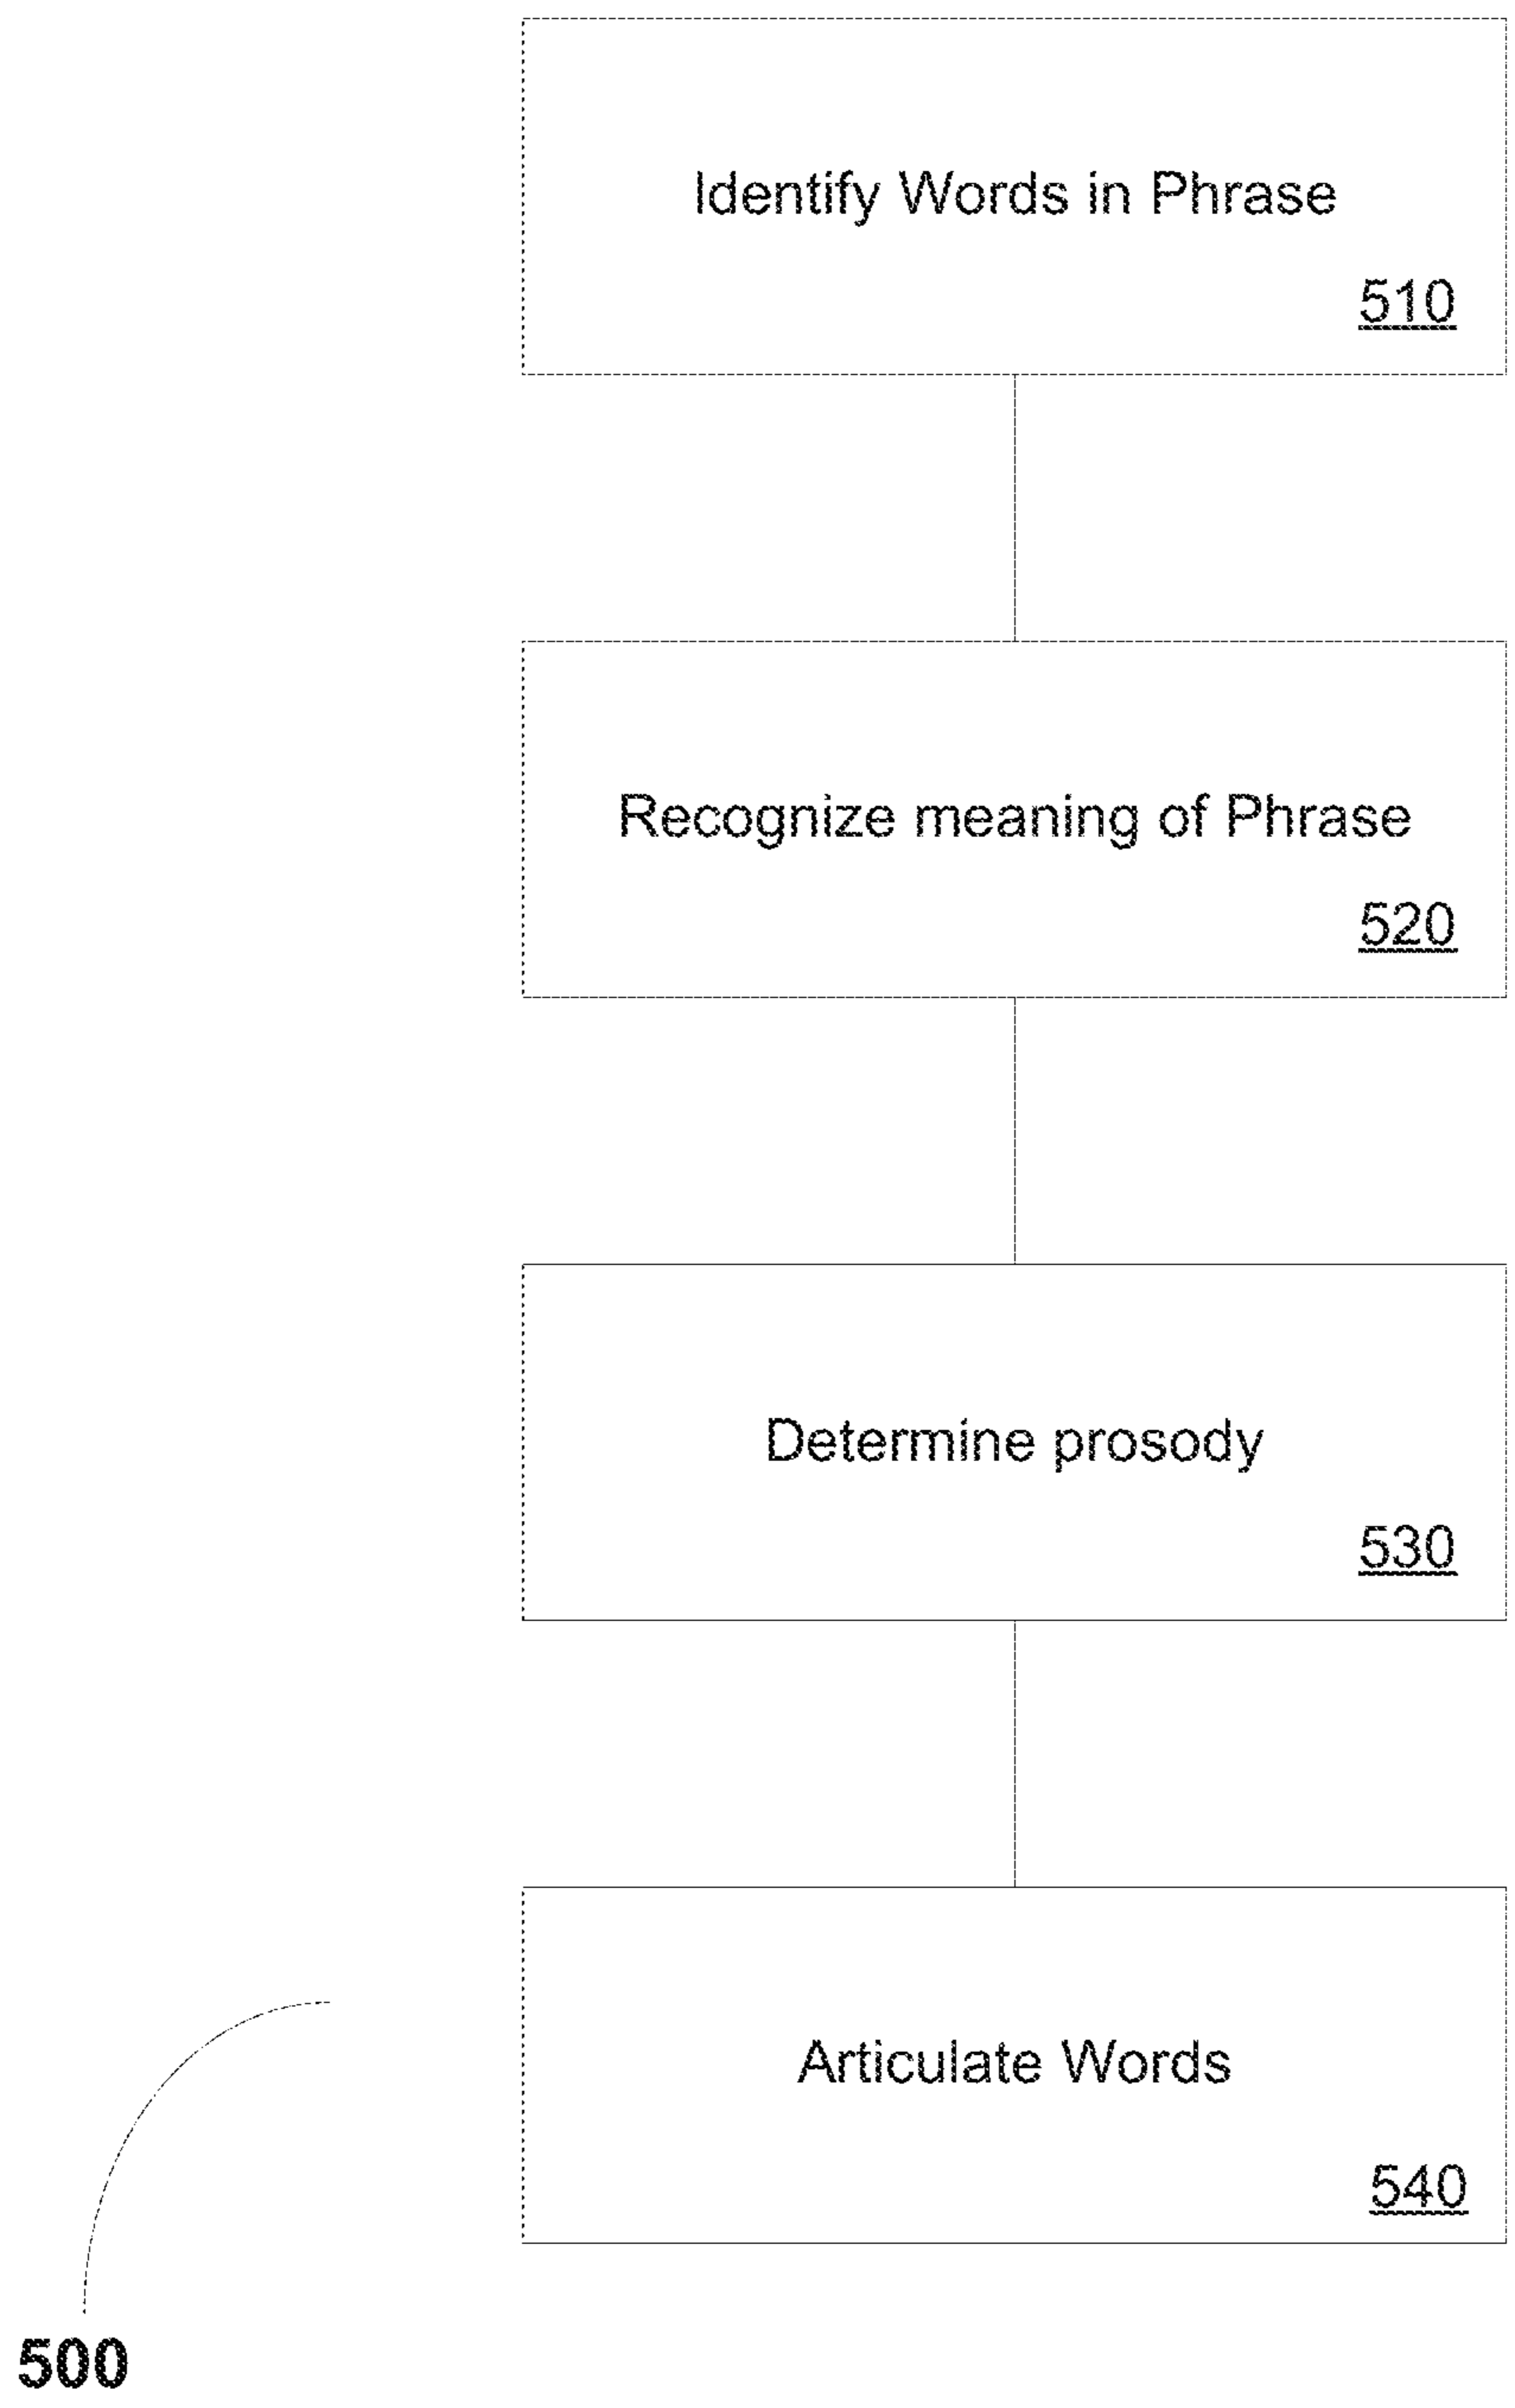 Identify Words in Phrase
510
Recognize meaning of Phrase
520
Determine prosody
530
Articulate Words
540
500